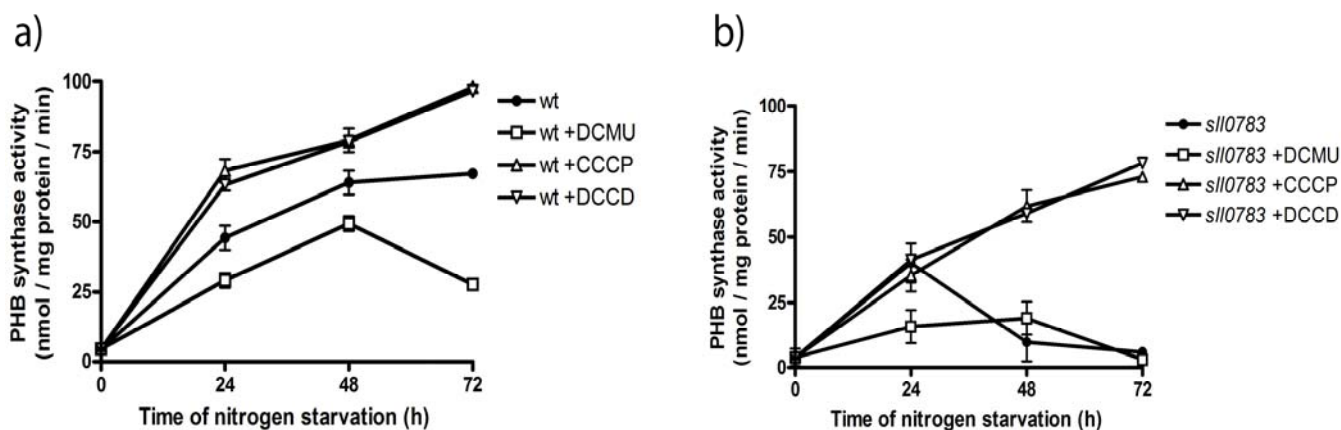 a)
PHB synthase activity
(nmol / mg protein / min)
100
75
50
25
0
0 24 48 72
Time of nitrogen starvation (h)
wt
wt +DCMU
wt +CCCP
wt +DCCD
b)
PHB synthase activity
(nmol / mg protein / min)
100
75
50
25
0
0 24 48 72
Time of nitrogen starvation (h)
sll0783
sll0783 +DCMU
sll0783 +CCCP
sll0783 +DCCD